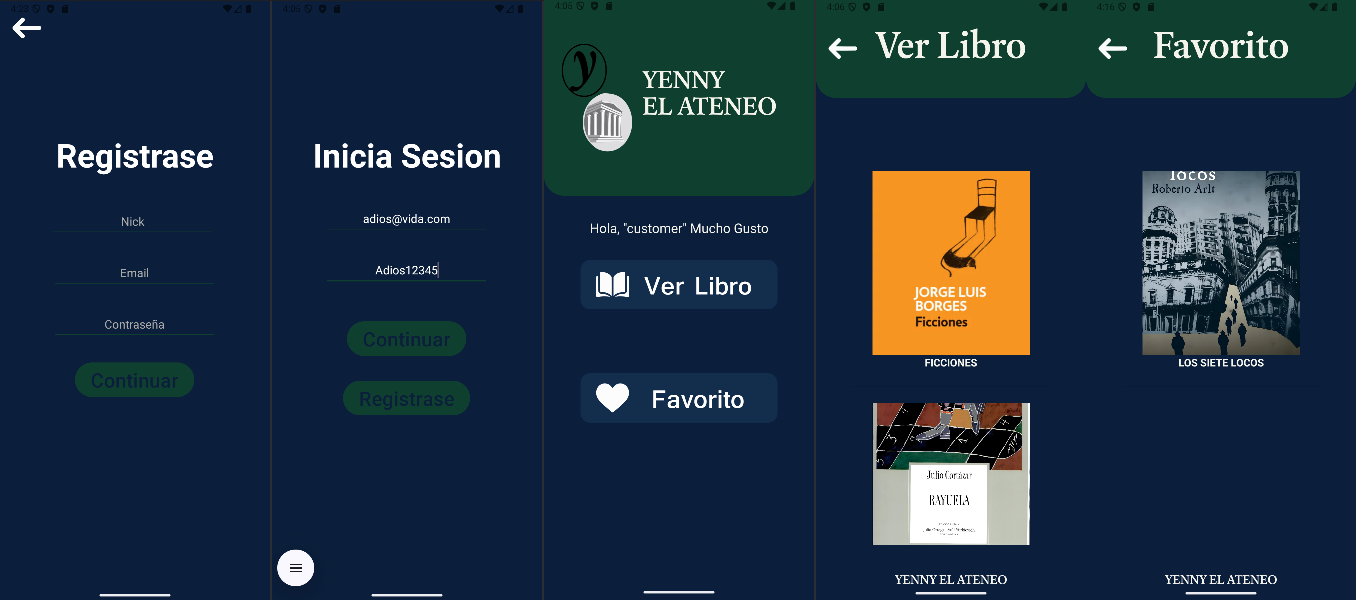 4:23
Registrase
Nick
Email
Contraseña
Continuar
4:05
Inicia Sesion
adios@vida.com
Adios12345
Continuar
Registrase
4:05
y
YENNY
EL ATENEO
Hola, "customer" Mucho Gusto
Ver Libro
Favorito
4:06
Ver Libro
JORGE LUIS
BORGES
Ficciones
FICCIONES
Julio Cortázar
RAYUELA
YENNY EL ATENEO
4:16
Favorito
locos
Roberto Arlt
LOS SIETE LOCOS
YENNY EL ATENEO